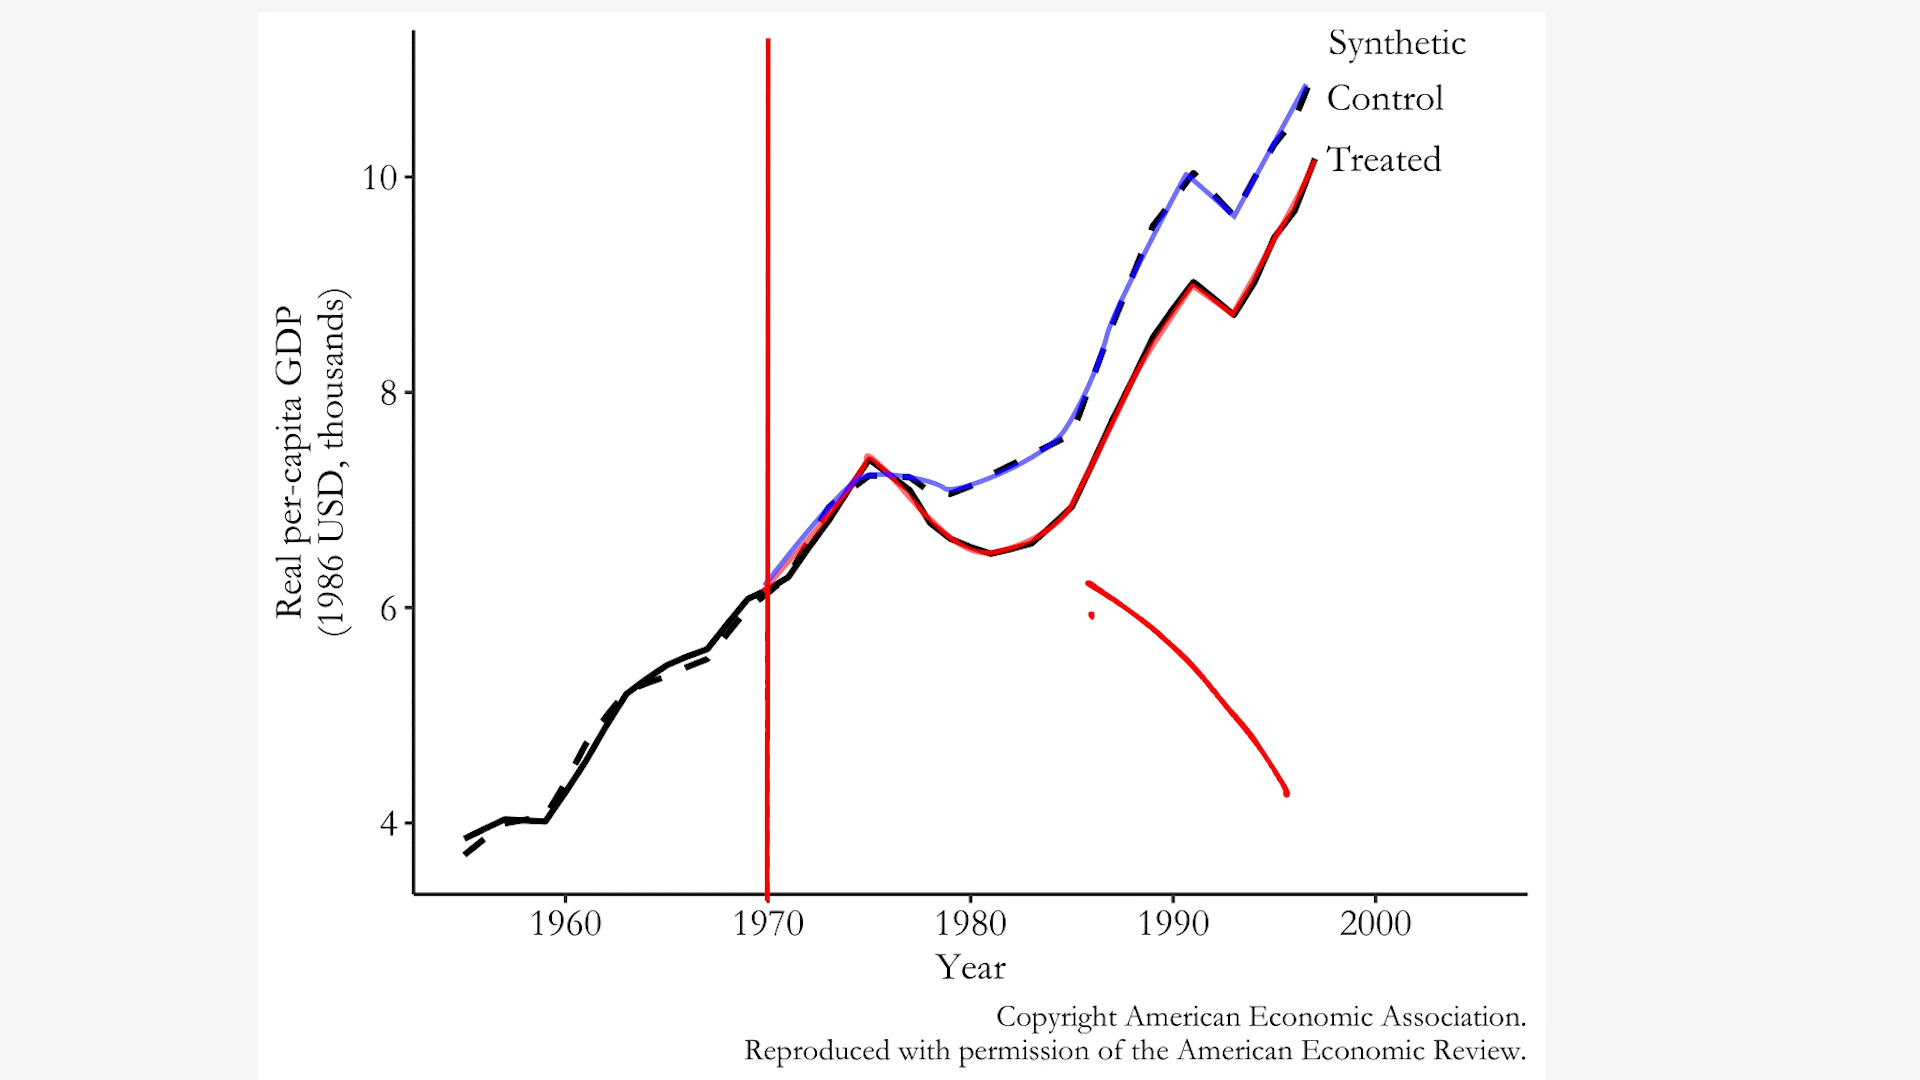 Synthetic
Control
Treated
10
8
6
4
Real per-capita GDP
(1986 USD, thousands)
1960 1970 1980 1990 2000
Year
Copyright American Economic Association.
Reproduced with permission of the American Economic Review.